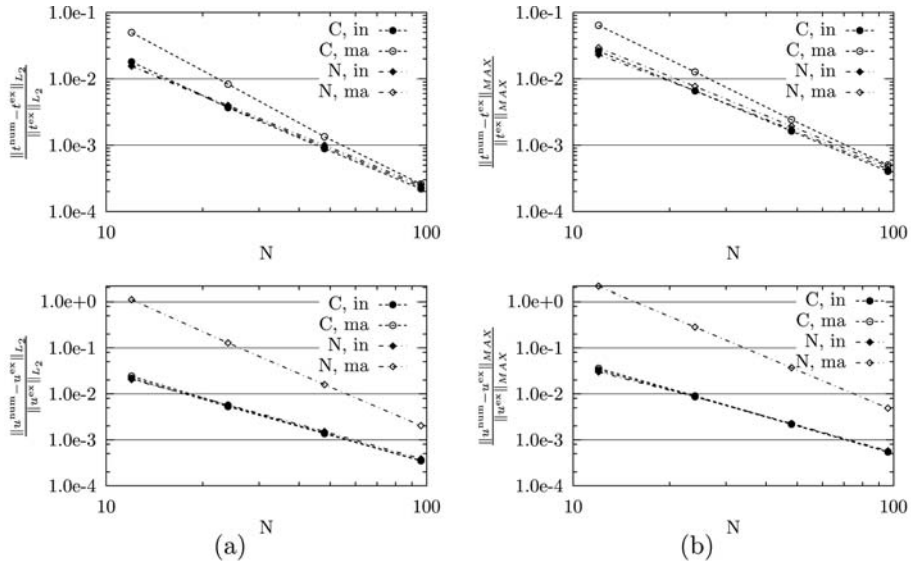 1.0e-1
1.0e-2
1.0e-3
1.0e-4
10
100
N
C, in
C, ma
N, in
N, ma
‖t^num − t^ex‖_L2
‖t^ex‖_L2
1.0e-1
1.0e-2
1.0e-3
1.0e-4
10
100
N
C, in
C, ma
N, in
N, ma
‖t^num − t^ex‖_MAX
‖t^ex‖_MAX
1.0e+0
1.0e-1
1.0e-2
1.0e-3
1.0e-4
10
100
N
C, in
C, ma
N, in
N, ma
‖u^num − u^ex‖_L2
‖u^ex‖_L2
(a)
1.0e+0
1.0e-1
1.0e-2
1.0e-3
1.0e-4
10
100
N
C, in
C, ma
N, in
N, ma
‖u^num − u^ex‖_MAX
‖u^ex‖_MAX
(b)